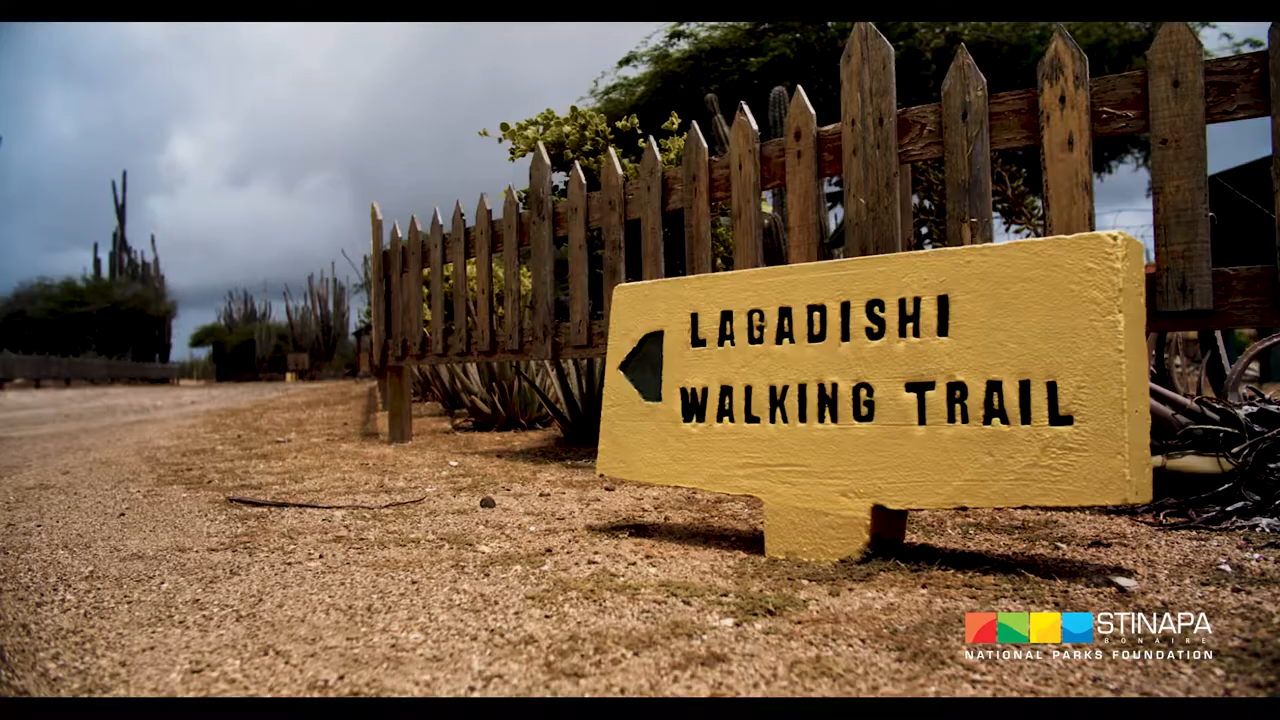 LAGADISHI
WALKING TRAIL
STINAPA
BONAIRE
NATIONAL PARKS FOUNDATION